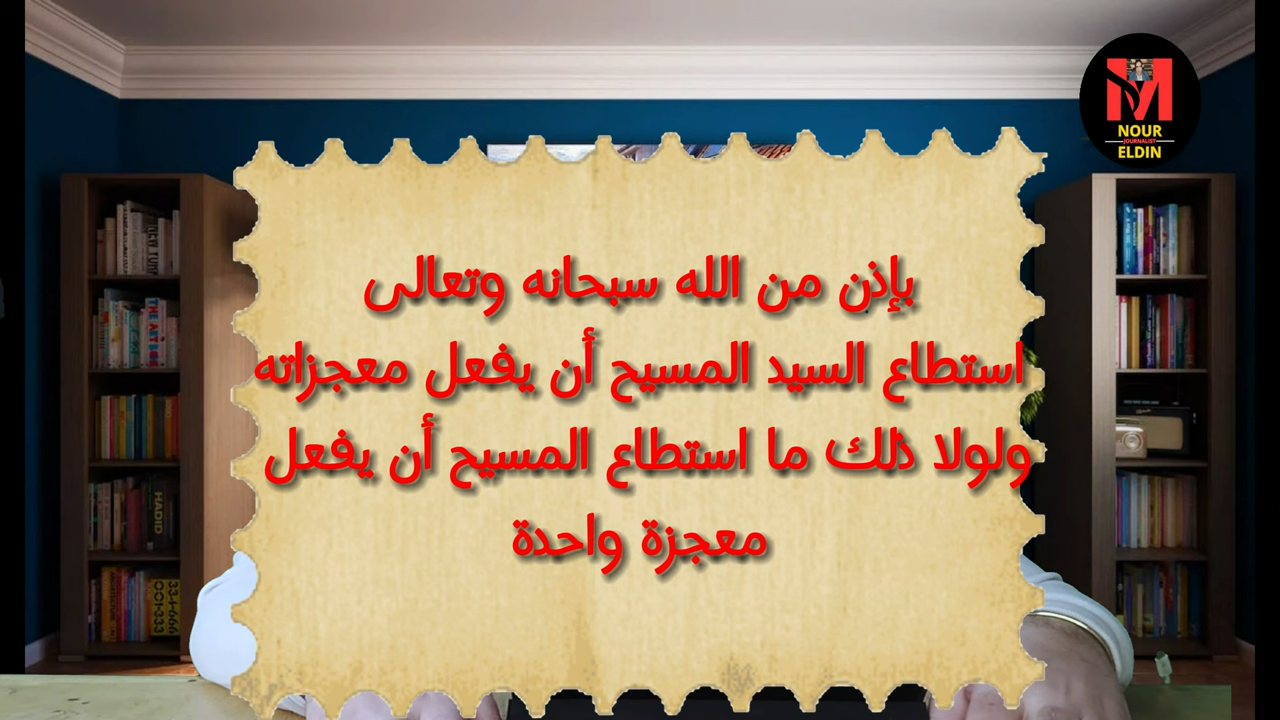 بإذن من الله سبحانه وتعالى
استطاع السيد المسيح أن يفعل معجزاته
ولولا ذلك ما استطاع المسيح أن يفعل
معجزة واحدة
NOUR
JOURNALIST
ELDIN
HADID